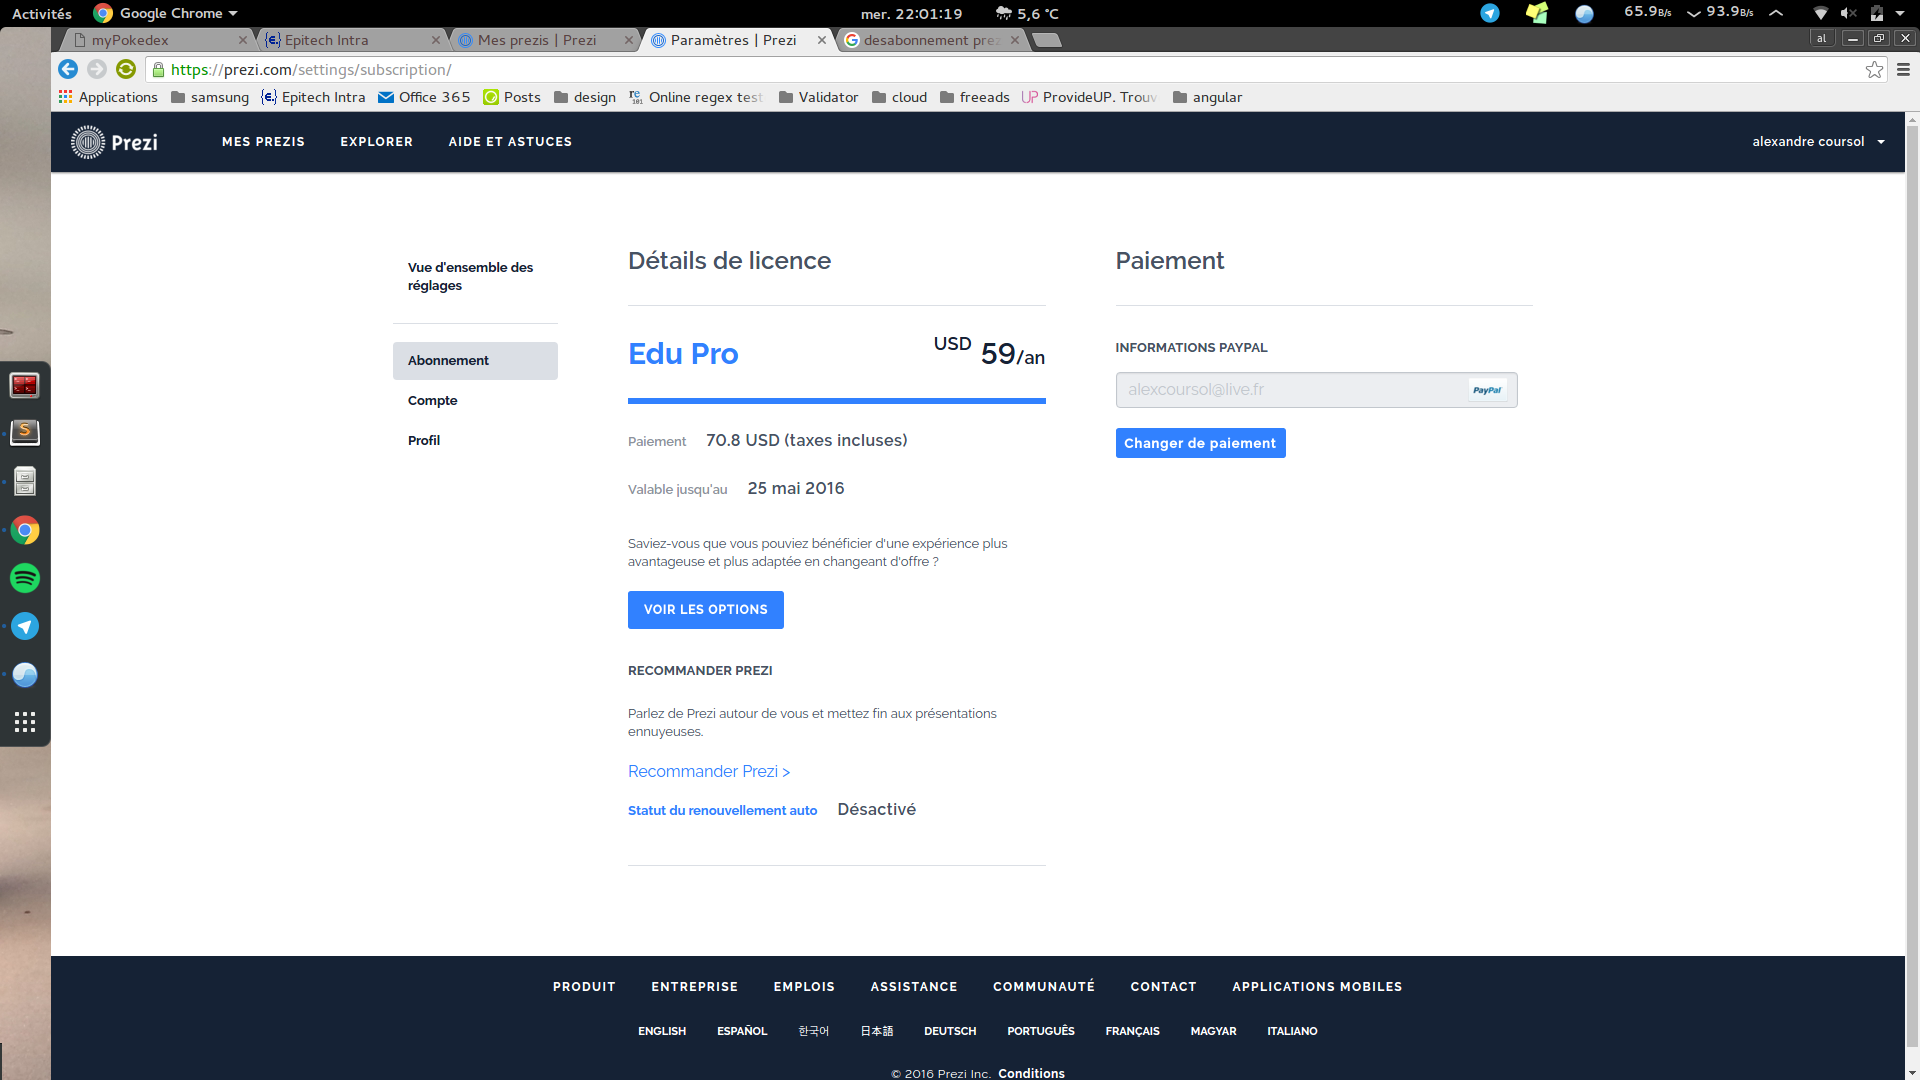 Activités Google Chrome mer. 22:01:19 5,6 °C 65.9B/s 93.9B/s
myPokedex Epitech Intra Mes prezis | Prezi Paramètres | Prezi desabonnement prez al
https://prezi.com/settings/subscription/
Applications samsung Epitech Intra Office 365 Posts design Online regex test Validator cloud freeads ProvideUP. Trouv angular
Prezi MES PREZIS EXPLORER AIDE ET ASTUCES alexandre coursol
Vue d'ensemble des
réglages
Abonnement
Compte
Profil
Détails de licence
Edu Pro USD 59/an
Paiement 70.8 USD (taxes incluses)
Valable jusqu'au 25 mai 2016
Saviez-vous que vous pouviez bénéficier d'une expérience plus
avantageuse et plus adaptée en changeant d'offre ?
VOIR LES OPTIONS
RECOMMANDER PREZI
Parlez de Prezi autour de vous et mettez fin aux présentations
ennuyeuses.
Recommander Prezi >
Statut du renouvellement auto Désactivé
Paiement
INFORMATIONS PAYPAL
alexcoursol@live.fr PayPal
Changer de paiement
PRODUIT ENTREPRISE EMPLOIS ASSISTANCE COMMUNAUTÉ CONTACT APPLICATIONS MOBILES
ENGLISH ESPAÑOL 한국어 日本語 DEUTSCH PORTUGUÊS FRANÇAIS MAGYAR ITALIANO
© 2016 Prezi Inc. Conditions